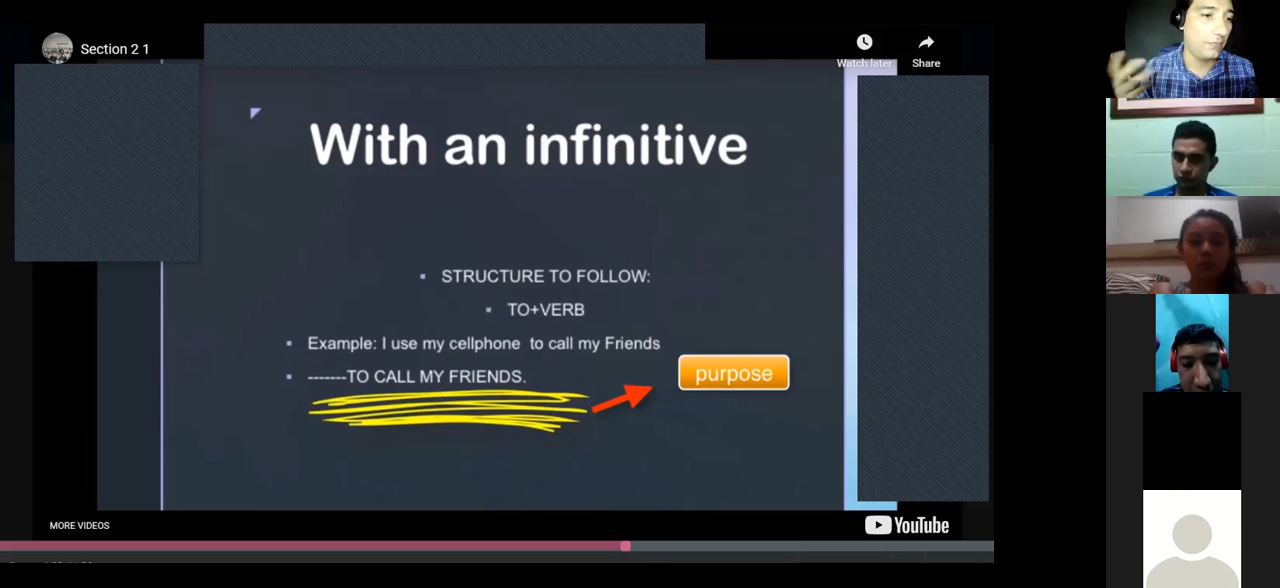 Section 2 1
Watch later
Share
With an infinitive
STRUCTURE TO FOLLOW:
TO+VERB
Example: I use my cellphone to call my Friends
-------TO CALL MY FRIENDS.
purpose
MORE VIDEOS
YouTube